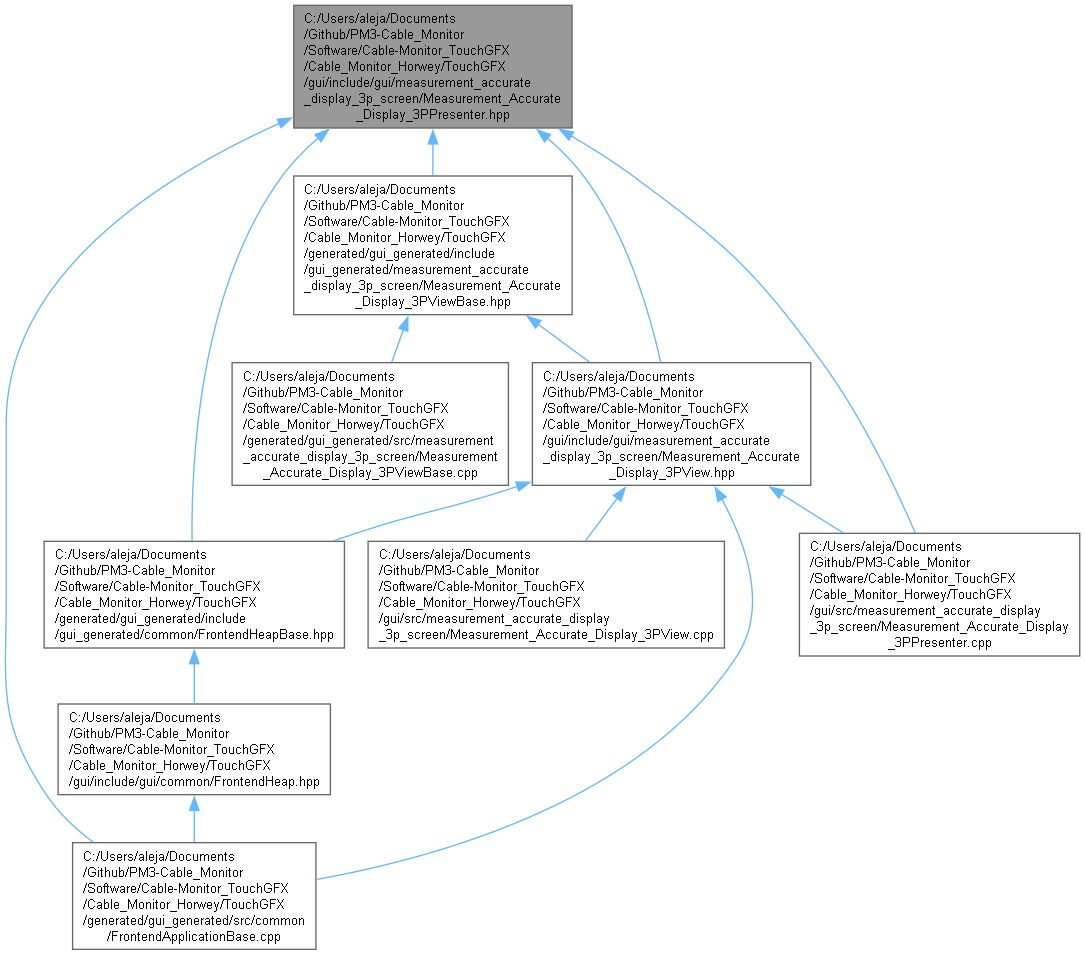 C:/Users/aleja/Documents
/Github/PM3-Cable_Monitor
/Software/Cable-Monitor_TouchGFX
/Cable_Monitor_Horwey/TouchGFX
/gui/include/gui/measurement_accurate
_display_3p_screen/Measurement_Accurate
_Display_3PPresenter.hpp
C:/Users/aleja/Documents
/Github/PM3-Cable_Monitor
/Software/Cable-Monitor_TouchGFX
/Cable_Monitor_Horwey/TouchGFX
/generated/gui_generated/include
/gui_generated/measurement_accurate
_display_3p_screen/Measurement_Accurate
_Display_3PViewBase.hpp
C:/Users/aleja/Documents
/Github/PM3-Cable_Monitor
/Software/Cable-Monitor_TouchGFX
/Cable_Monitor_Horwey/TouchGFX
/generated/gui_generated/src/measurement
_accurate_display_3p_screen/Measurement
_Accurate_Display_3PViewBase.cpp
C:/Users/aleja/Documents
/Github/PM3-Cable_Monitor
/Software/Cable-Monitor_TouchGFX
/Cable_Monitor_Horwey/TouchGFX
/gui/include/gui/measurement_accurate
_display_3p_screen/Measurement_Accurate
_Display_3PView.hpp
C:/Users/aleja/Documents
/Github/PM3-Cable_Monitor
/Software/Cable-Monitor_TouchGFX
/Cable_Monitor_Horwey/TouchGFX
/generated/gui_generated/include
/gui_generated/common/FrontendHeapBase.hpp
C:/Users/aleja/Documents
/Github/PM3-Cable_Monitor
/Software/Cable-Monitor_TouchGFX
/Cable_Monitor_Horwey/TouchGFX
/gui/src/measurement_accurate_display
_3p_screen/Measurement_Accurate_Display_3PView.cpp
C:/Users/aleja/Documents
/Github/PM3-Cable_Monitor
/Software/Cable-Monitor_TouchGFX
/Cable_Monitor_Horwey/TouchGFX
/gui/src/measurement_accurate_display
_3p_screen/Measurement_Accurate_Display
_3PPresenter.cpp
C:/Users/aleja/Documents
/Github/PM3-Cable_Monitor
/Software/Cable-Monitor_TouchGFX
/Cable_Monitor_Horwey/TouchGFX
/gui/include/gui/common/FrontendHeap.hpp
C:/Users/aleja/Documents
/Github/PM3-Cable_Monitor
/Software/Cable-Monitor_TouchGFX
/Cable_Monitor_Horwey/TouchGFX
/generated/gui_generated/src/common
/FrontendApplicationBase.cpp